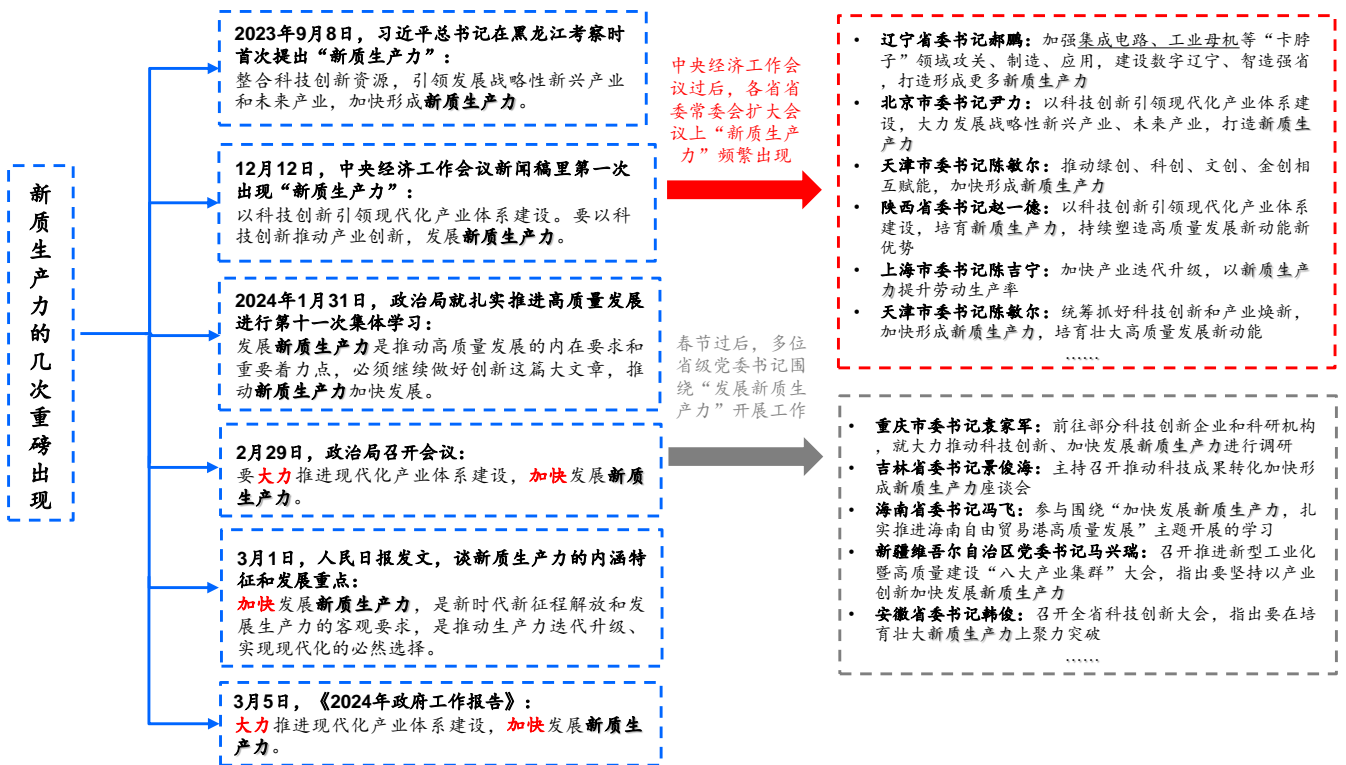 新质生产力的几次重磅出现
2023年9月8日，习近平总书记在黑龙江考察时
首次提出“新质生产力”：
整合科技创新资源，引领发展战略性新兴产业
和未来产业，加快形成新质生产力。
12月12日，中央经济工作会议新闻稿里第一次
出现“新质生产力”：
以科技创新引领现代化产业体系建设。要以科
技创新推动产业创新，发展新质生产力。
2024年1月31日，政治局就扎实推进高质量发展
进行第十一次集体学习：
发展新质生产力是推动高质量发展的内在要求和
重要着力点，必须继续做好创新这篇大文章，推
动新质生产力加快发展。
2月29日，政治局召开会议：
要大力推进现代化产业体系建设，加快发展新质
生产力。
3月1日，人民日报发文，谈新质生产力的内涵特
征和发展重点：
加快发展新质生产力，是新时代新征程解放和发
展生产力的客观要求，是推动生产力迭代升级、
实现现代化的必然选择。
3月5日，《2024年政府工作报告》：
大力推进现代化产业体系建设，加快发展新质生
产力。
中央经济工作会
议过后，各省省
委常委会扩大会
议上“新质生产
力”频繁出现
• 辽宁省委书记郝鹏：加强集成电路、工业母机等“卡脖
子”领域攻关、制造、应用，建设数字辽宁、智造强省
，打造形成更多新质生产力
• 北京市委书记尹力：以科技创新引领现代化产业体系建
设，大力发展战略性新兴产业、未来产业，打造新质生
产力
• 天津市委书记陈敏尔：推动绿创、科创、文创、金创相
互赋能，加快形成新质生产力
• 陕西省委书记赵一德：以科技创新引领现代化产业体系
建设，培育新质生产力，持续塑造高质量发展新动能新
优势
• 上海市委书记陈吉宁：加快产业迭代升级，以新质生产
力提升劳动生产率
• 天津市委书记陈敏尔：统筹抓好科技创新和产业焕新，
加快形成新质生产力，培育壮大高质量发展新动能
……
春节过后，多位
省级党委书记围
绕“发展新质生
产力”开展工作
• 重庆市委书记袁家军：前往部分科技创新企业和科研机构
，就大力推动科技创新、加快发展新质生产力进行调研
• 吉林省委书记景俊海：主持召开推动科技成果转化加快形
成新质生产力座谈会
• 海南省委书记冯飞：参与围绕“加快发展新质生产力，扎
实推进海南自由贸易港高质量发展”主题开展的学习
• 新疆维吾尔自治区党委书记马兴瑞：召开推进新型工业化
暨高质量建设“八大产业集群”大会，指出要坚持以产业
创新加快发展新质生产力
• 安徽省委书记韩俊：召开全省科技创新大会，指出要在培
育壮大新质生产力上聚力突破
……